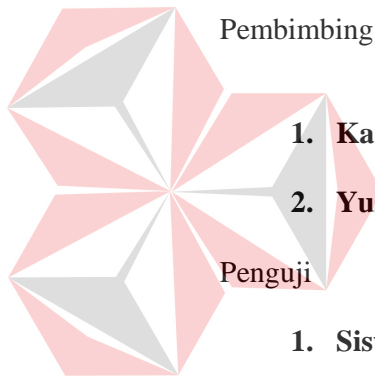 Pembimbing
1. Ka
2. Yu
Penguji
1. Sis